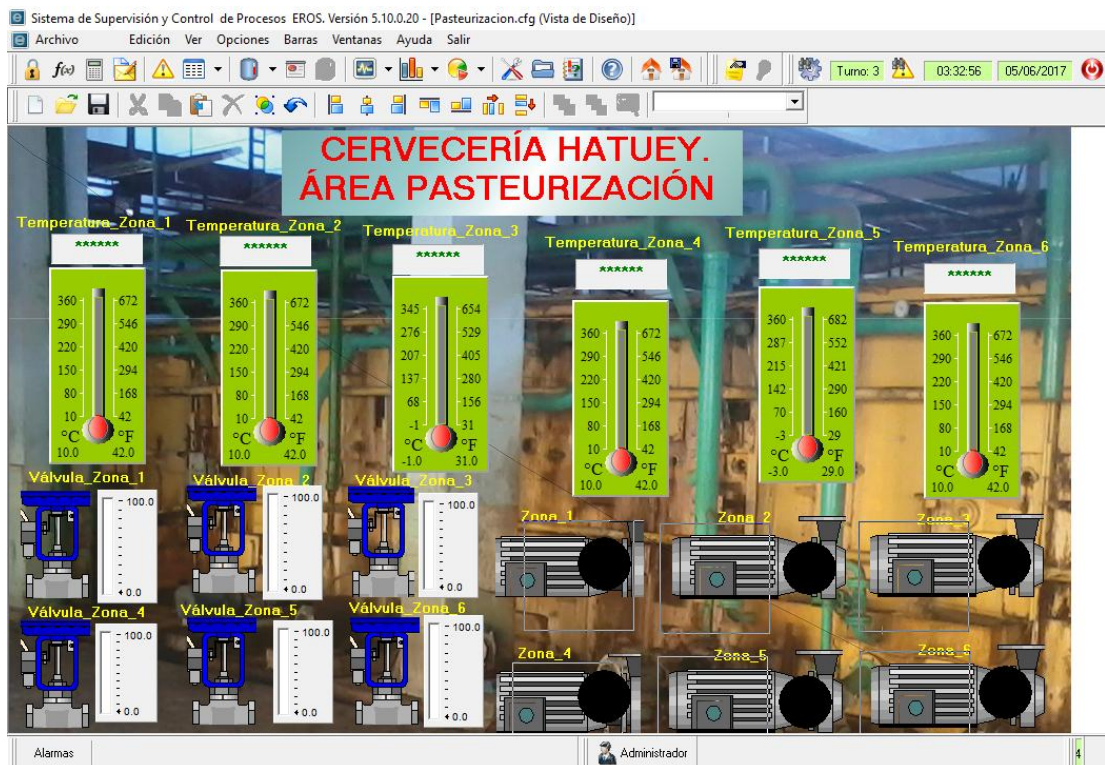 Sistema de Supervisión y Control de Procesos EROS. Versión 5.10.0.20 - [Pasteurizacion.cfg (Vista de Diseño)]
Archivo Edición Ver Opciones Barras Ventanas Ayuda Salir
f(x) Turno: 3 03:32:56 05/06/2017
CERVECERÍA HATUEY.
ÁREA PASTEURIZACIÓN
Temperatura_Zona_1
******
360 672
290 546
220 420
150 294
80 168
10 42
°C °F
10.0 42.0
Temperatura_Zona_2
******
360 672
290 546
220 420
150 294
80 168
10 42
°C °F
10.0 42.0
Temperatura_Zona_3
******
345 654
276 529
207 405
137 280
68 156
-1 31
°C °F
-1.0 31.0
Temperatura_Zona_4
******
360 672
290 546
220 420
150 294
80 168
10 42
°C °F
10.0 42.0
Temperatura_Zona_5
******
360 682
287 552
215 421
142 290
70 160
-3 29
°C °F
-3.0 29.0
Temperatura_Zona_6
******
360 672
290 546
220 420
150 294
80 168
10 42
°C °F
10.0 42.0
Válvula_Zona_1
100.0
0.0
Válvula_Zona_2
100.0
0.0
Válvula_Zona_3
100.0
0.0
Zona_1
Zona_2
Zona_3
Válvula_Zona_4
100.0
0.0
Válvula_Zona_5
100.0
0.0
Válvula_Zona_6
100.0
0.0
Zona_4
Zona_5
Zona_6
Alarmas Administrador 4